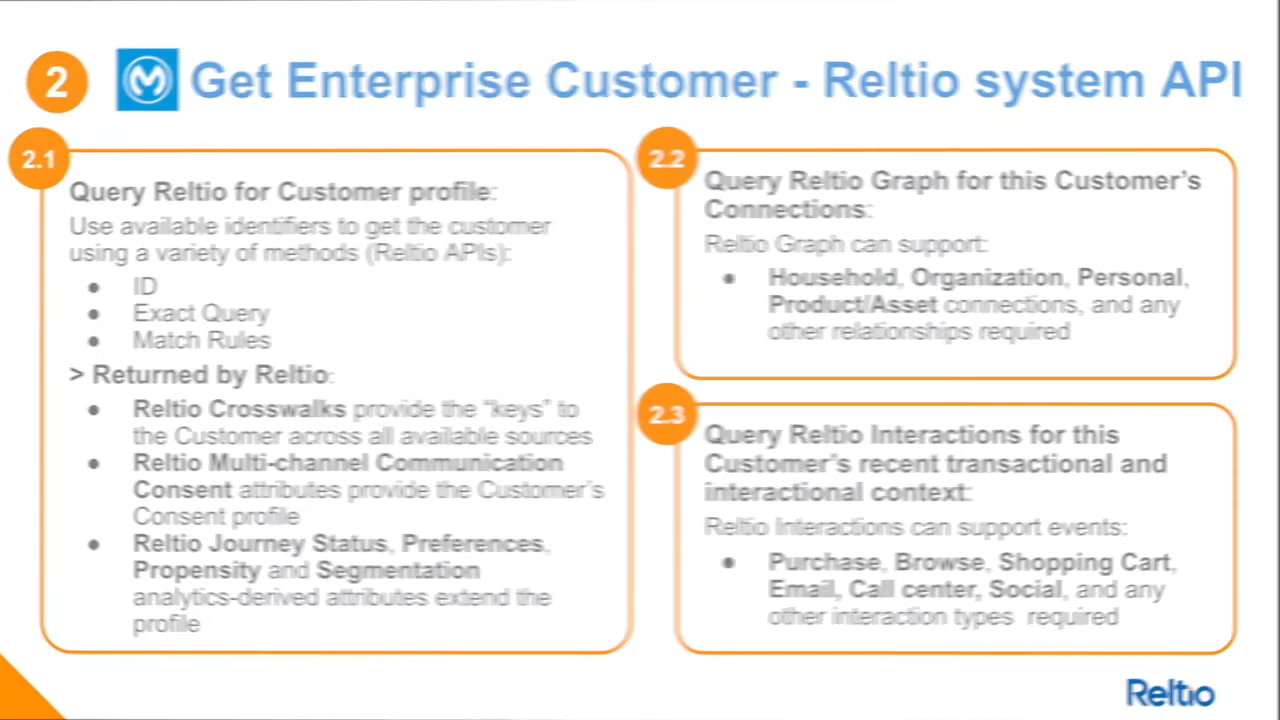 2
Get Enterprise Customer - Reltio system API
2.1
Query Reltio for Customer profile:
Use available identifiers to get the customer
using a variety of methods (Reltio APIs):
● ID
● Exact Query
● Match Rules
> Returned by Reltio:
● Reltio Crosswalks provide the “keys” to
the Customer across all available sources
● Reltio Multi-channel Communication
Consent attributes provide the Customer’s
Consent profile
● Reltio Journey Status, Preferences,
Propensity and Segmentation
analytics-derived attributes extend the
profile
2.2
Query Reltio Graph for this Customer’s
Connections:
Reltio Graph can support:
● Household, Organization, Personal,
Product/Asset connections, and any
other relationships required
2.3
Query Reltio Interactions for this
Customer’s recent transactional and
interactional context:
Reltio Interactions can support events:
● Purchase, Browse, Shopping Cart,
Email, Call center, Social, and any
other interaction types required
Reltio